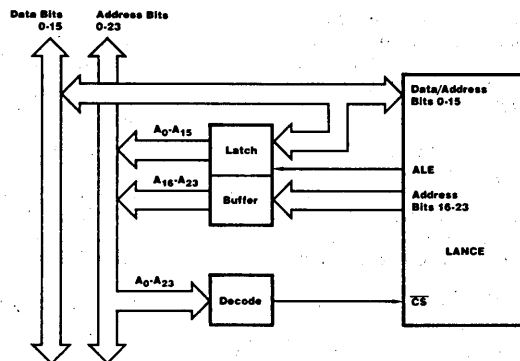 Data Bits Address Bits
0-15 0-23
Data/Address
Bits 0-15
A0-A15
Latch
ALE
A16-A23
Buffer
Address
Bits 16-23
LANCE
A0-A23
Decode
CS